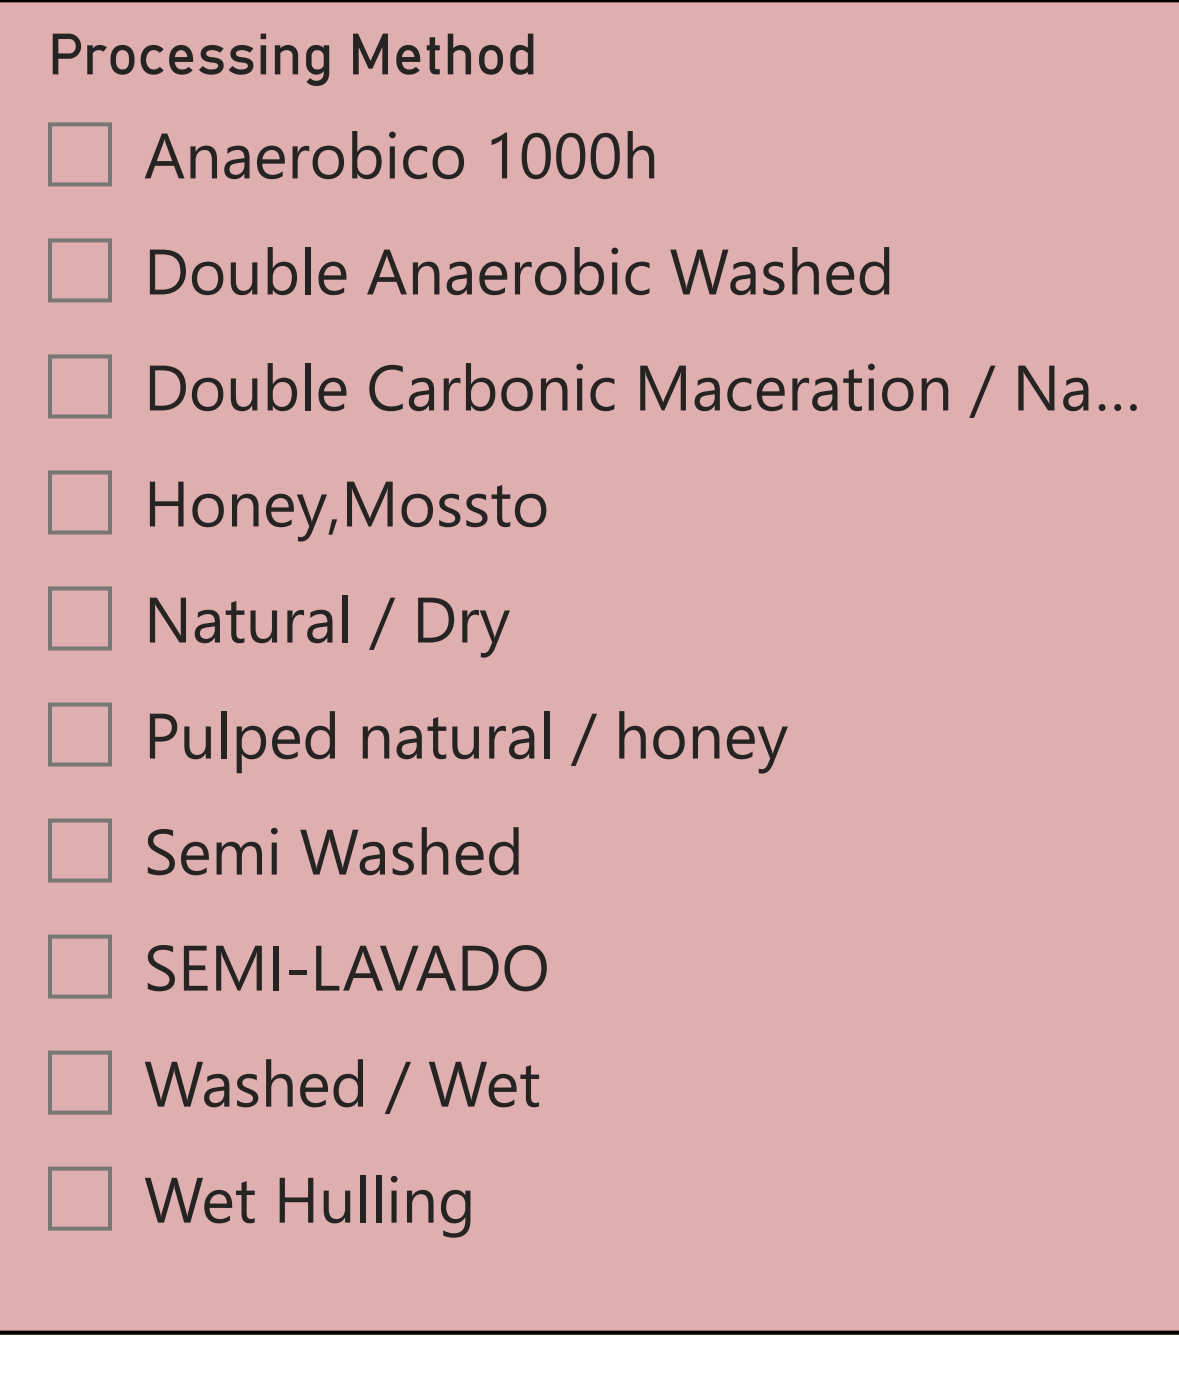 Processing Method
Anaerobico 1000h
Double Anaerobic Washed
Double Carbonic Maceration / Na...
Honey,Mossto
Natural / Dry
Pulped natural / honey
Semi Washed
SEMI-LAVADO
Washed / Wet
Wet Hulling